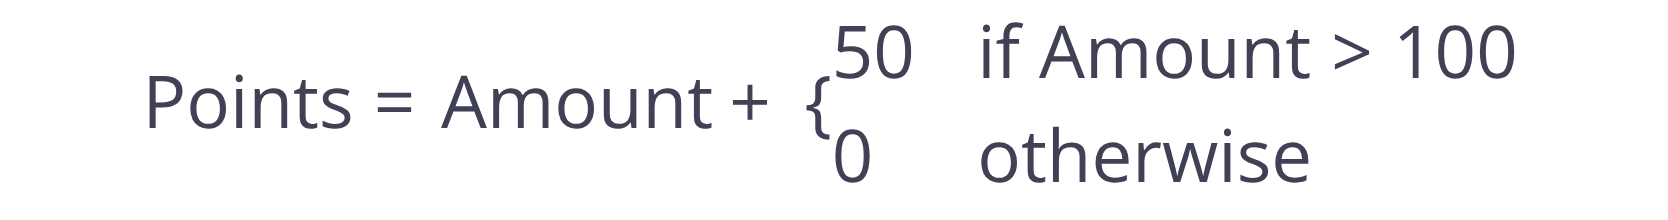 Points = Amount + { 50 if Amount > 100
0 otherwise